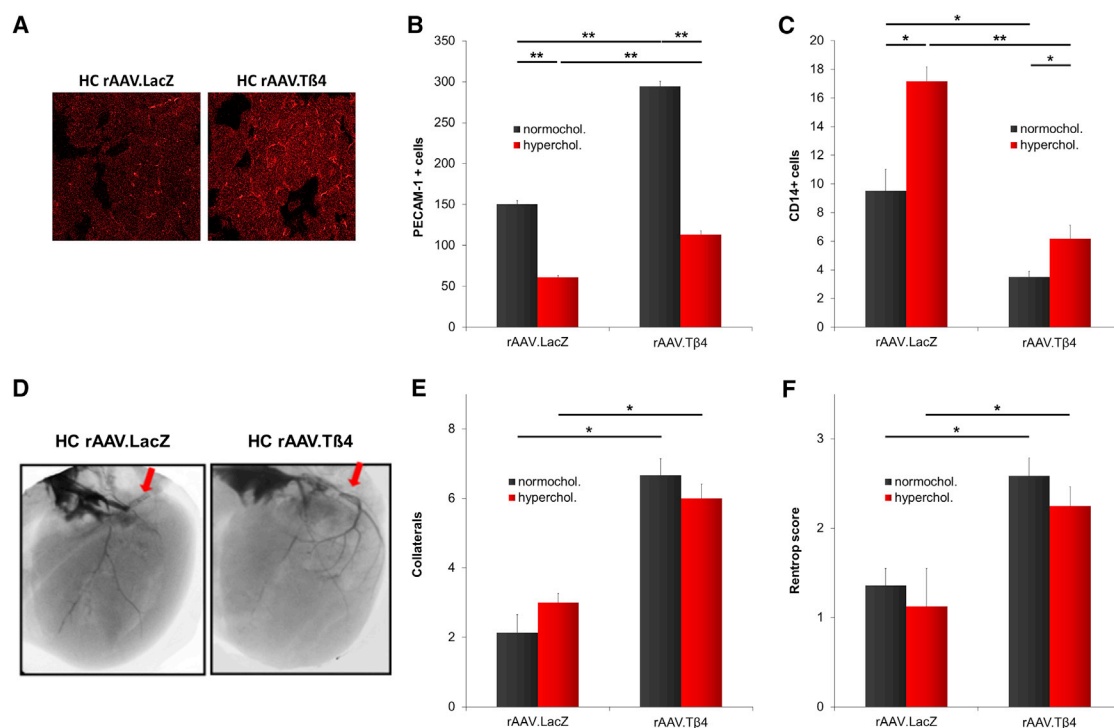 A
HC rAAV.LacZ
HC rAAV.Tß4
B
**
**
**
**
350
300
250
200
150
100
50
0
PECAM-1 + cells
normochol.
hyperchol.
rAAV.LacZ
rAAV.Tβ4
C
*
*
**
*
20
18
16
14
12
10
8
6
4
2
0
CD14+ cells
normochol.
hyperchol.
rAAV.LacZ
rAAV.Tβ4
D
HC rAAV.LacZ
HC rAAV.Tß4
E
*
*
8
6
4
2
0
Collaterals
normochol.
hyperchol.
rAAV.LacZ
rAAV.Tβ4
F
*
*
3
2
1
0
Rentrop score
normochol.
hyperchol.
rAAV.LacZ
rAAV.Tβ4